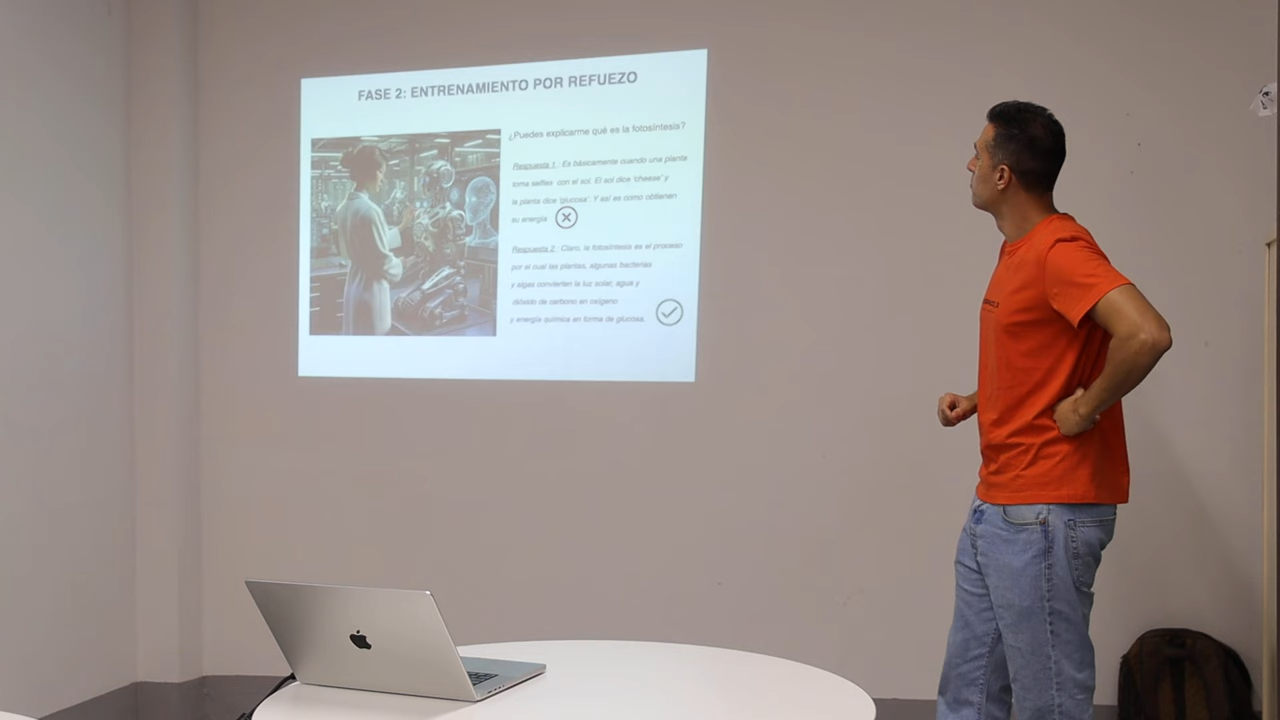 FASE 2: ENTRENAMIENTO POR REFUEZO
¿Puedes explicarme qué es la fotosíntesis?
Respuesta 1.: Es básicamente cuando una planta
toma selfies con el sol. El sol dice 'cheese' y
la planta dice 'glucosa'. Y así es como obtienen
su energía
Respuesta 2.: Claro, la fotosíntesis es el proceso
por el cual las plantas, algunas bacterias
y algas convierten la luz solar, agua y
dióxido de carbono en oxígeno
y energía química en forma de glucosa.